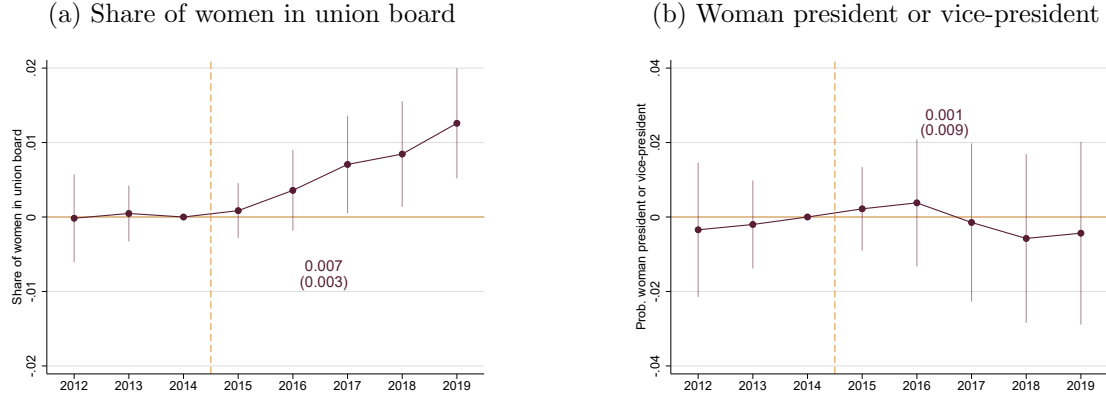 (a) Share of women in union board
Share of women in union board
.02
.01
0
-.01
-.02
0.007
(0.003)
2012 2013 2014 2015 2016 2017 2018 2019
(b) Woman president or vice-president
Prob. woman president or vice-president
.04
.02
0
-.02
-.04
0.001
(0.009)
2012 2013 2014 2015 2016 2017 2018 2019